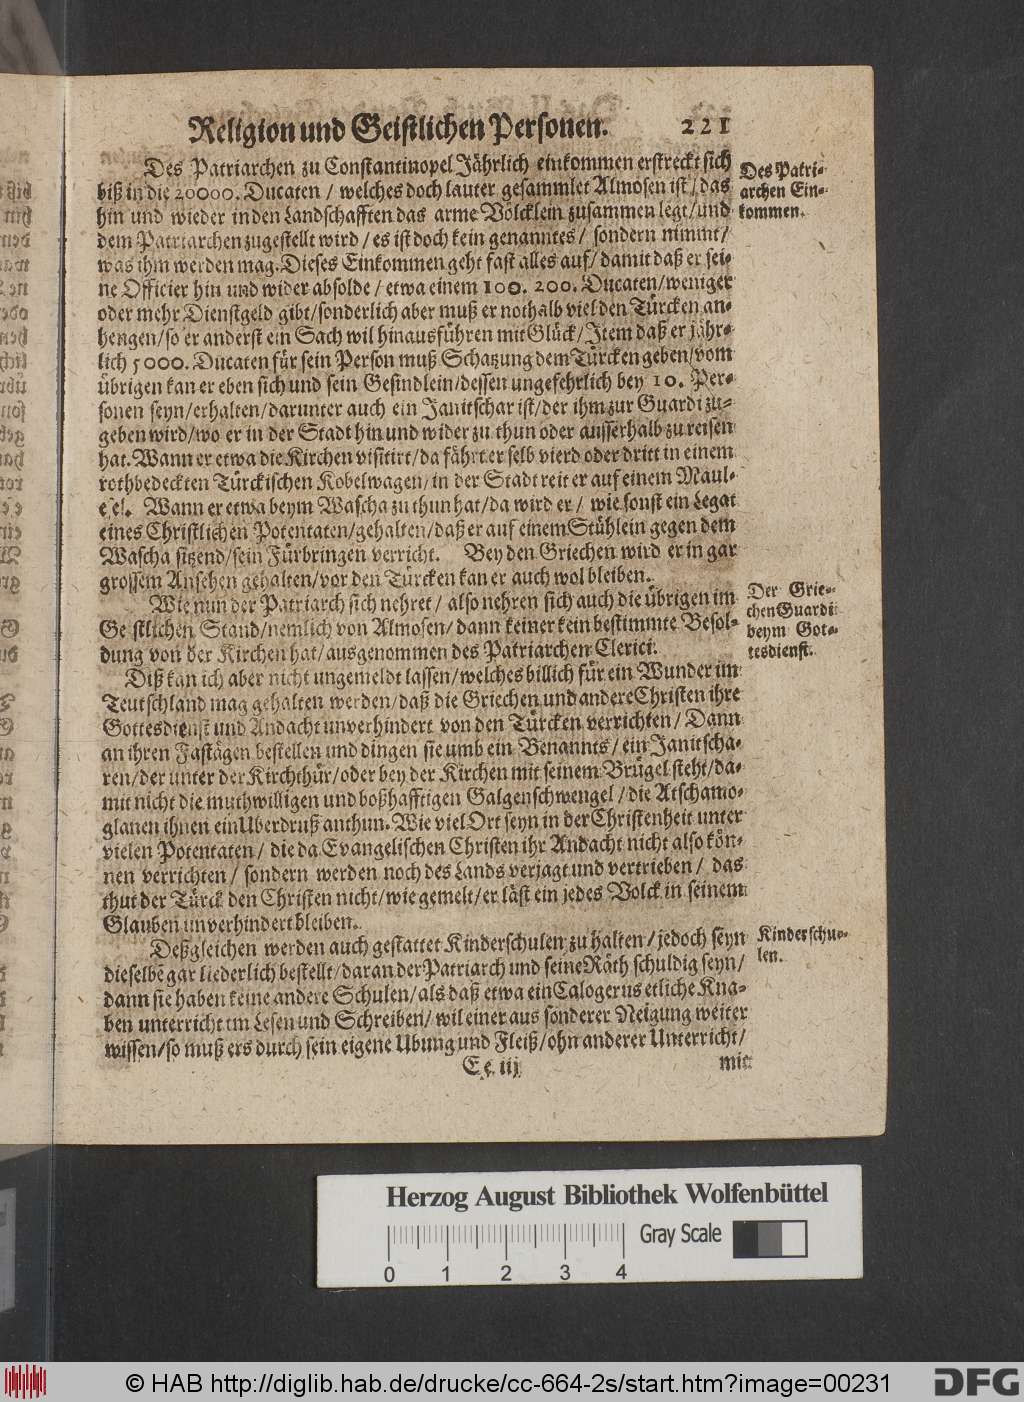 Religion und Geistlichen Personen. 221
Des Patriarchen zu Constantinopel Jährlich einkommen erstreckt sich
biß in die 20000. Ducaten / welches doch lauter gesammlet Almosen ist / das
hin und wieder in den Landschafften das arme Völcklein zusammen legt / und
dem Patriarchen zugestellt wird / es ist doch kein genanntes / sondern nimmt /
was ihm werden mag. Dieses Einkommen geht fast alles auf / damit daß er sei-
ne Officier hin und wider absolde / etwa einem 100. 200. Ducaten / weniger
oder mehr Dienstgeld gibt / sonderlich aber muß er nothalb viel den Türcken an-
hengen / so er anderst ein Sach wil hinausführen mit Glück / Item daß er jähr-
lich 5000. Ducaten für sein Person muß Schatzung dem Türcken geben / vom
übrigen kan er eben sich und sein Gesindlein / dessen ungefehrlich bey 10. Per-
sonen seyn / erhalten / darunter auch ein Janitschar ist / der ihm zur Guardi zu-
geben wird / wo er in der Stadt hin und wider zu thun oder ausserhalb zu reisen
hat. Wann er etwa die Kirchen visitirt / da fährt er selb vierd oder dritt in einem
rothbedeckten Türckischen Kobelwagen / in der Stadt reit er auf einem Maul-
esel. Wann er etwa beym Wascha zu thun hat / da wird er / wie sonst ein Legat
eines Christlichen Potentaten / gehalten / daß er auf einem Stühlein gegen dem
Wascha sitzend / sein Fürbringen verricht. Bey den Griechen wird er in gar
grossem Ansehen gehalten / vor den Türcken kan er auch wol bleiben.
Wie nun der Patriarch sich nehret / also nehren sich auch die übrigen im
Ge stlichen Stand / nemlich von Almosen / dann keiner kein bestimmte Besol-
dung von der Kirchen hat / ausgenommen des Patriarchen Clerici.
Diß kan ich aber nicht ungemeldt lassen / welches billich für ein Wunder im
Teutschland mag gehalten werden / daß die Griechen und andere Christen ihre
Gottesdienst und Andacht unverhindert von den Türcken verrichten / Dann
an ihren Fastägen bestellen und dingen sie umb ein Benannts / ein Janitscha-
ren / der unter der Kirchthür / oder bey der Kirchen mit seinem Brügel steht / da-
mit nicht die muthwilligen und boßhafftigen Galgenschwengel / die Atschamo-
glanen ihnen ein Uberdruß anthun. Wie viel Ort seyn in der Christenheit unter
vielen Potentaten / die da Evangelischen Christen ihr Andacht nicht also kön-
nen verrichten / sondern werden noch des Lands verjagt und vertrieben / das
thut der Türck den Christen nicht / wie gemelt / er läst ein jedes Volck in seinem
Glauben unverhindert bleiben.
Deßgleichen werden auch gestattet Kinderschulen zu halten / jedoch seyn
dieselbē gar liederlich bestellt / daran der Patriarch und seine Räth schuldig seyn /
dann sie haben keine andere Schulen / als daß etwa ein Calogerus etliche Kna-
ben unterricht im Lesen und Schreiben / wil einer aus sonderer Neigung weiter
wissen / so muß ers durch sein eigene Ubung und Fleiß / ohn anderer Unterricht /
Ee iij mit
Des Patri-
archen Ein-
kommen.
Der Grie-
chen Guardi
beym Got-
tesdienst.
Kinderschu-
len.
Herzog August Bibliothek Wolfenbüttel
Gray Scale
0 1 2 3 4
© HAB http://diglib.hab.de/drucke/cc-664-2s/start.htm?image=00231
DFG